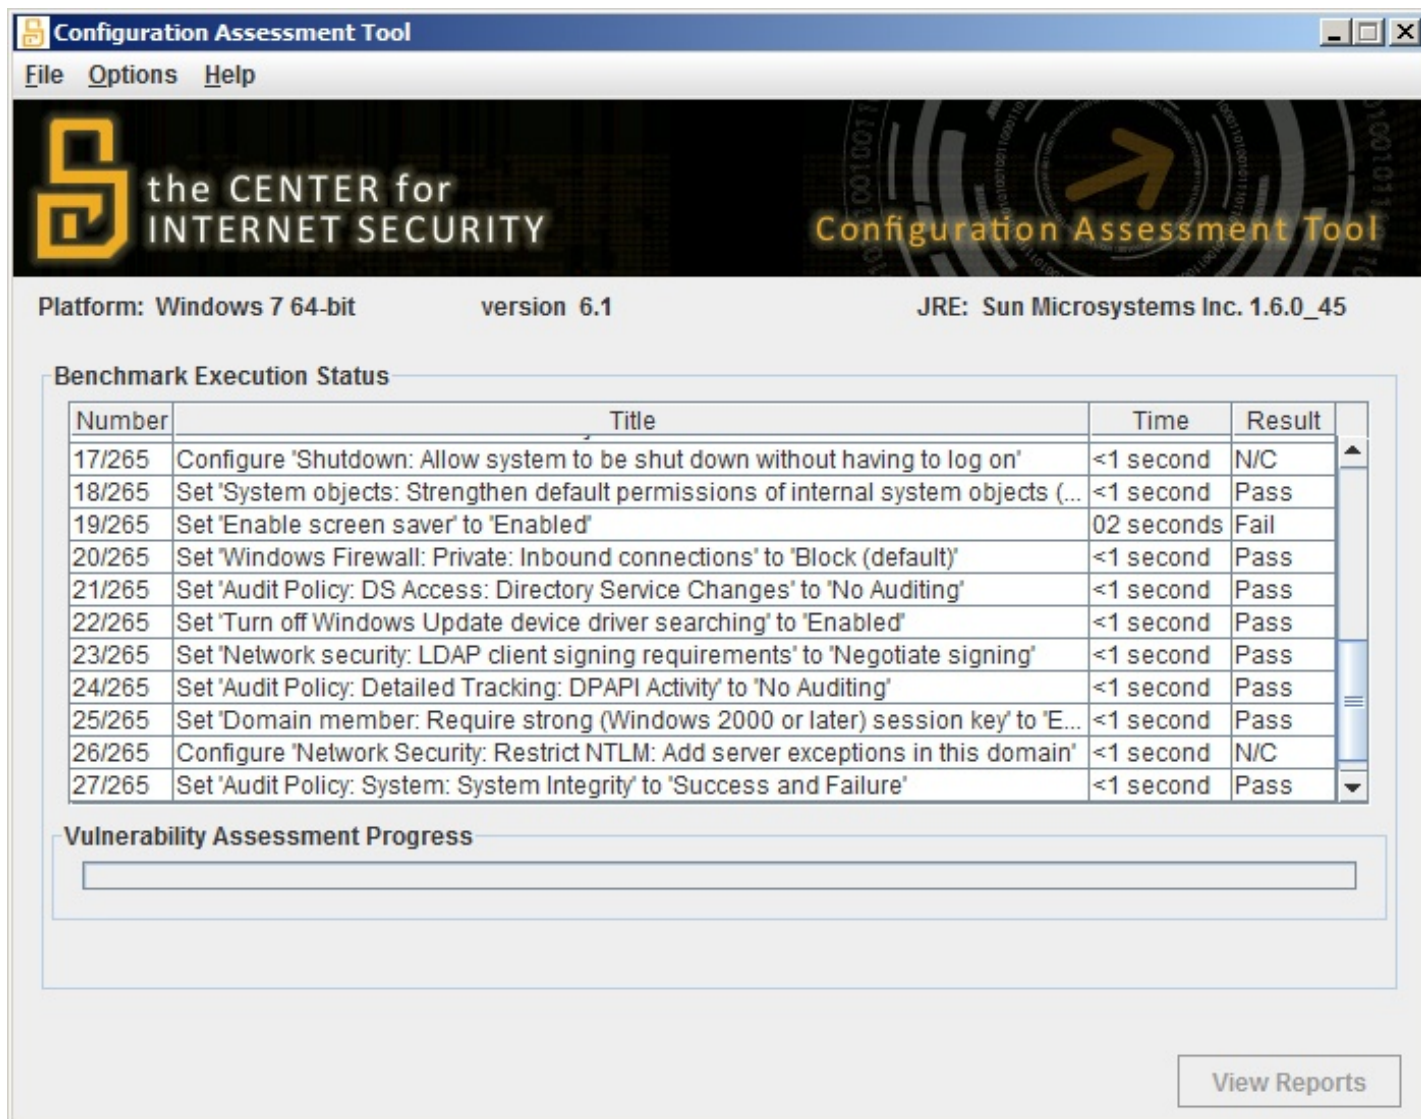 Configuration Assessment Tool
File Options Help
the CENTER for
INTERNET SECURITY
Configuration Assessment Tool
Platform: Windows 7 64-bit version 6.1 JRE: Sun Microsystems Inc. 1.6.0_45
Benchmark Execution Status
Number Title Time Result
17/265 Configure 'Shutdown: Allow system to be shut down without having to log on' <1 second N/C
18/265 Set 'System objects: Strengthen default permissions of internal system objects (... <1 second Pass
19/265 Set 'Enable screen saver' to 'Enabled' 02 seconds Fail
20/265 Set 'Windows Firewall: Private: Inbound connections' to 'Block (default)' <1 second Pass
21/265 Set 'Audit Policy: DS Access: Directory Service Changes' to 'No Auditing' <1 second Pass
22/265 Set 'Turn off Windows Update device driver searching' to 'Enabled' <1 second Pass
23/265 Set 'Network security: LDAP client signing requirements' to 'Negotiate signing' <1 second Pass
24/265 Set 'Audit Policy: Detailed Tracking: DPAPI Activity' to 'No Auditing' <1 second Pass
25/265 Set 'Domain member: Require strong (Windows 2000 or later) session key' to 'E... <1 second Pass
26/265 Configure 'Network Security: Restrict NTLM: Add server exceptions in this domain' <1 second N/C
27/265 Set 'Audit Policy: System: System Integrity' to 'Success and Failure' <1 second Pass
Vulnerability Assessment Progress
View Reports